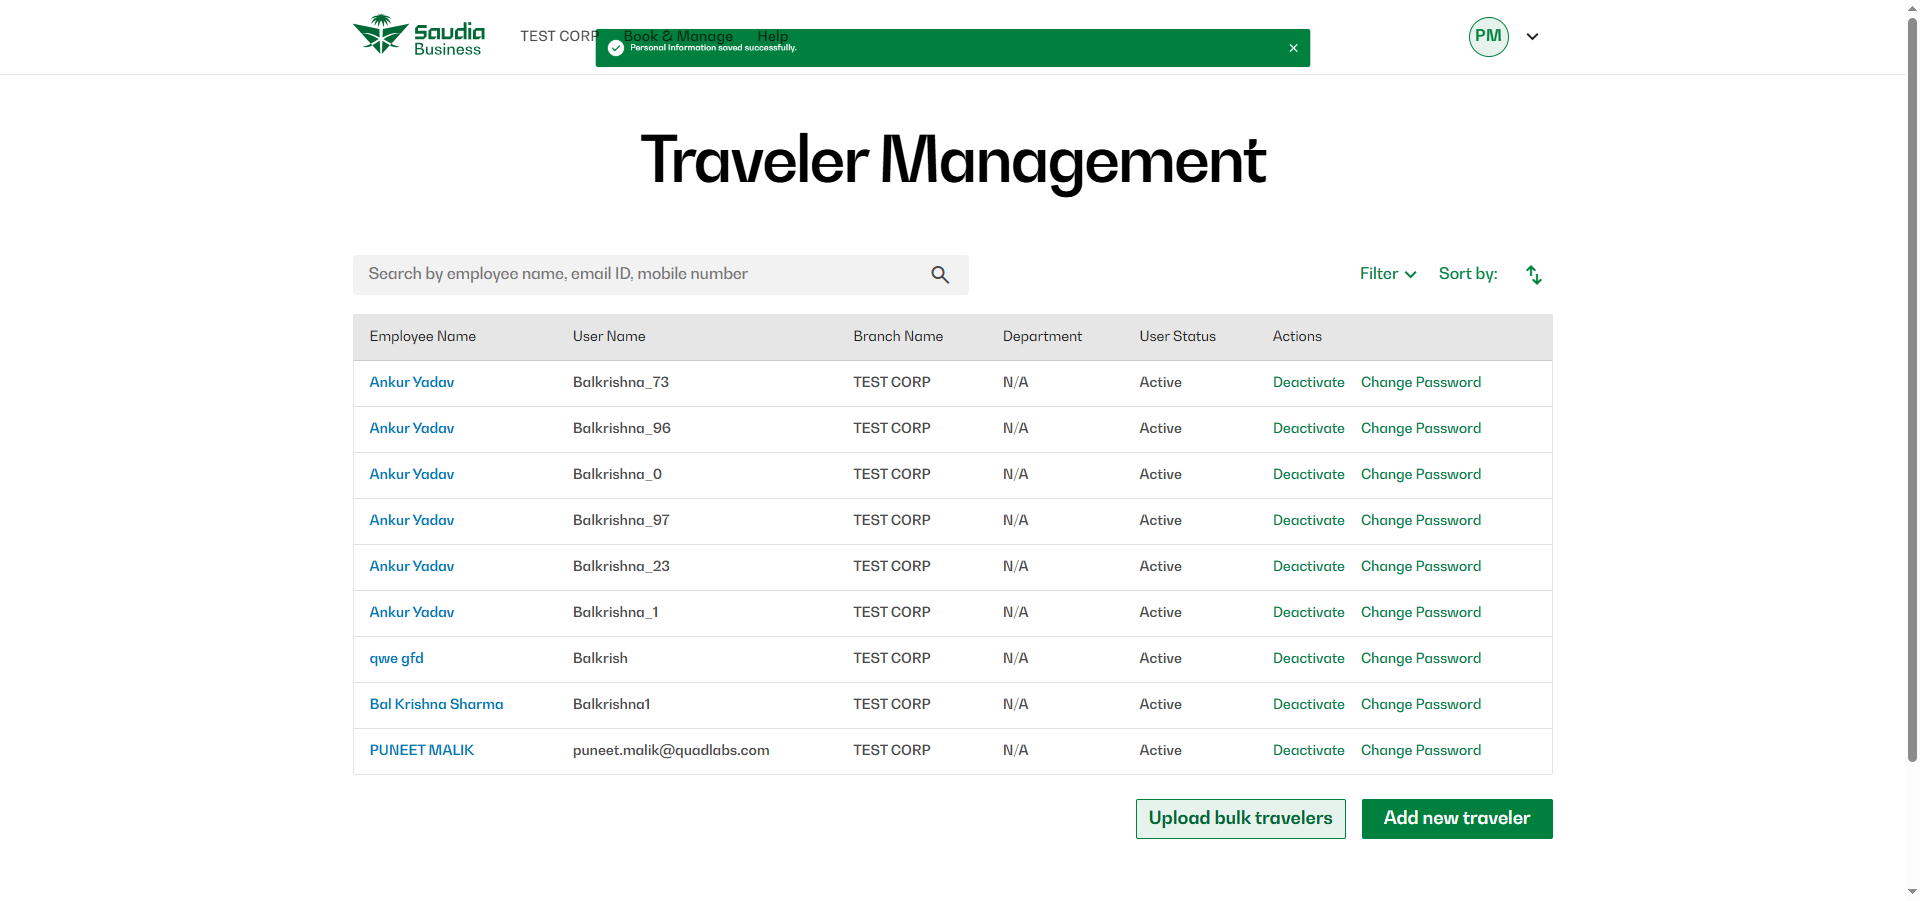 Saudia Business
TEST CORP Book & Manage Help
Personal Information saved successfully.
PM
Traveler Management
Search by employee name, email ID, mobile number
Filter Sort by:
Employee Name User Name Branch Name Department User Status Actions
Ankur Yadav Balkrishna_73 TEST CORP N/A Active Deactivate Change Password
Ankur Yadav Balkrishna_96 TEST CORP N/A Active Deactivate Change Password
Ankur Yadav Balkrishna_0 TEST CORP N/A Active Deactivate Change Password
Ankur Yadav Balkrishna_97 TEST CORP N/A Active Deactivate Change Password
Ankur Yadav Balkrishna_23 TEST CORP N/A Active Deactivate Change Password
Ankur Yadav Balkrishna_1 TEST CORP N/A Active Deactivate Change Password
qwe gfd Balkrish TEST CORP N/A Active Deactivate Change Password
Bal Krishna Sharma Balkrishna1 TEST CORP N/A Active Deactivate Change Password
PUNEET MALIK puneet.malik@quadlabs.com TEST CORP N/A Active Deactivate Change Password
Upload bulk travelers Add new traveler